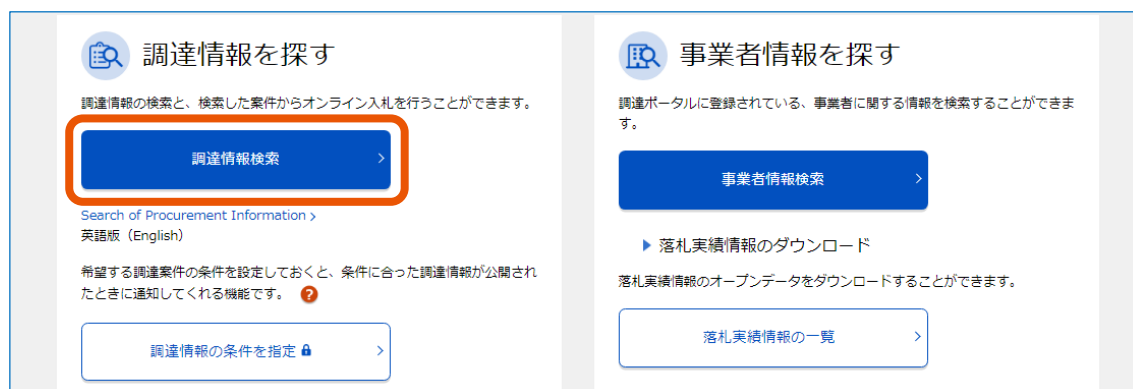 調達情報を探す
調達情報の検索と、検索した案件からオンライン入札を行うことができます。
調達情報検索
Search of Procurement Information
英語版（English）
希望する調達案件の条件を設定しておくと、条件に合った調達情報が公開され
たときに通知してくれる機能です。 ?
調達情報の条件を指定
事業者情報を探す
調達ポータルに登録されている、事業者に関する情報を検索することができま
す。
事業者情報検索
落札実績情報のダウンロード
落札実績情報のオープンデータをダウンロードすることができます。
落札実績情報の一覧